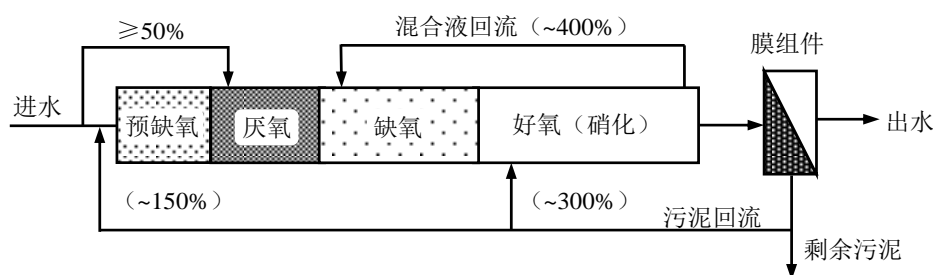 ≥50%
混合液回流（~400%）
膜组件
进水
预缺氧
厌氧
缺氧
好氧（硝化）
出水
（~150%）
（~300%）
污泥回流
剩余污泥